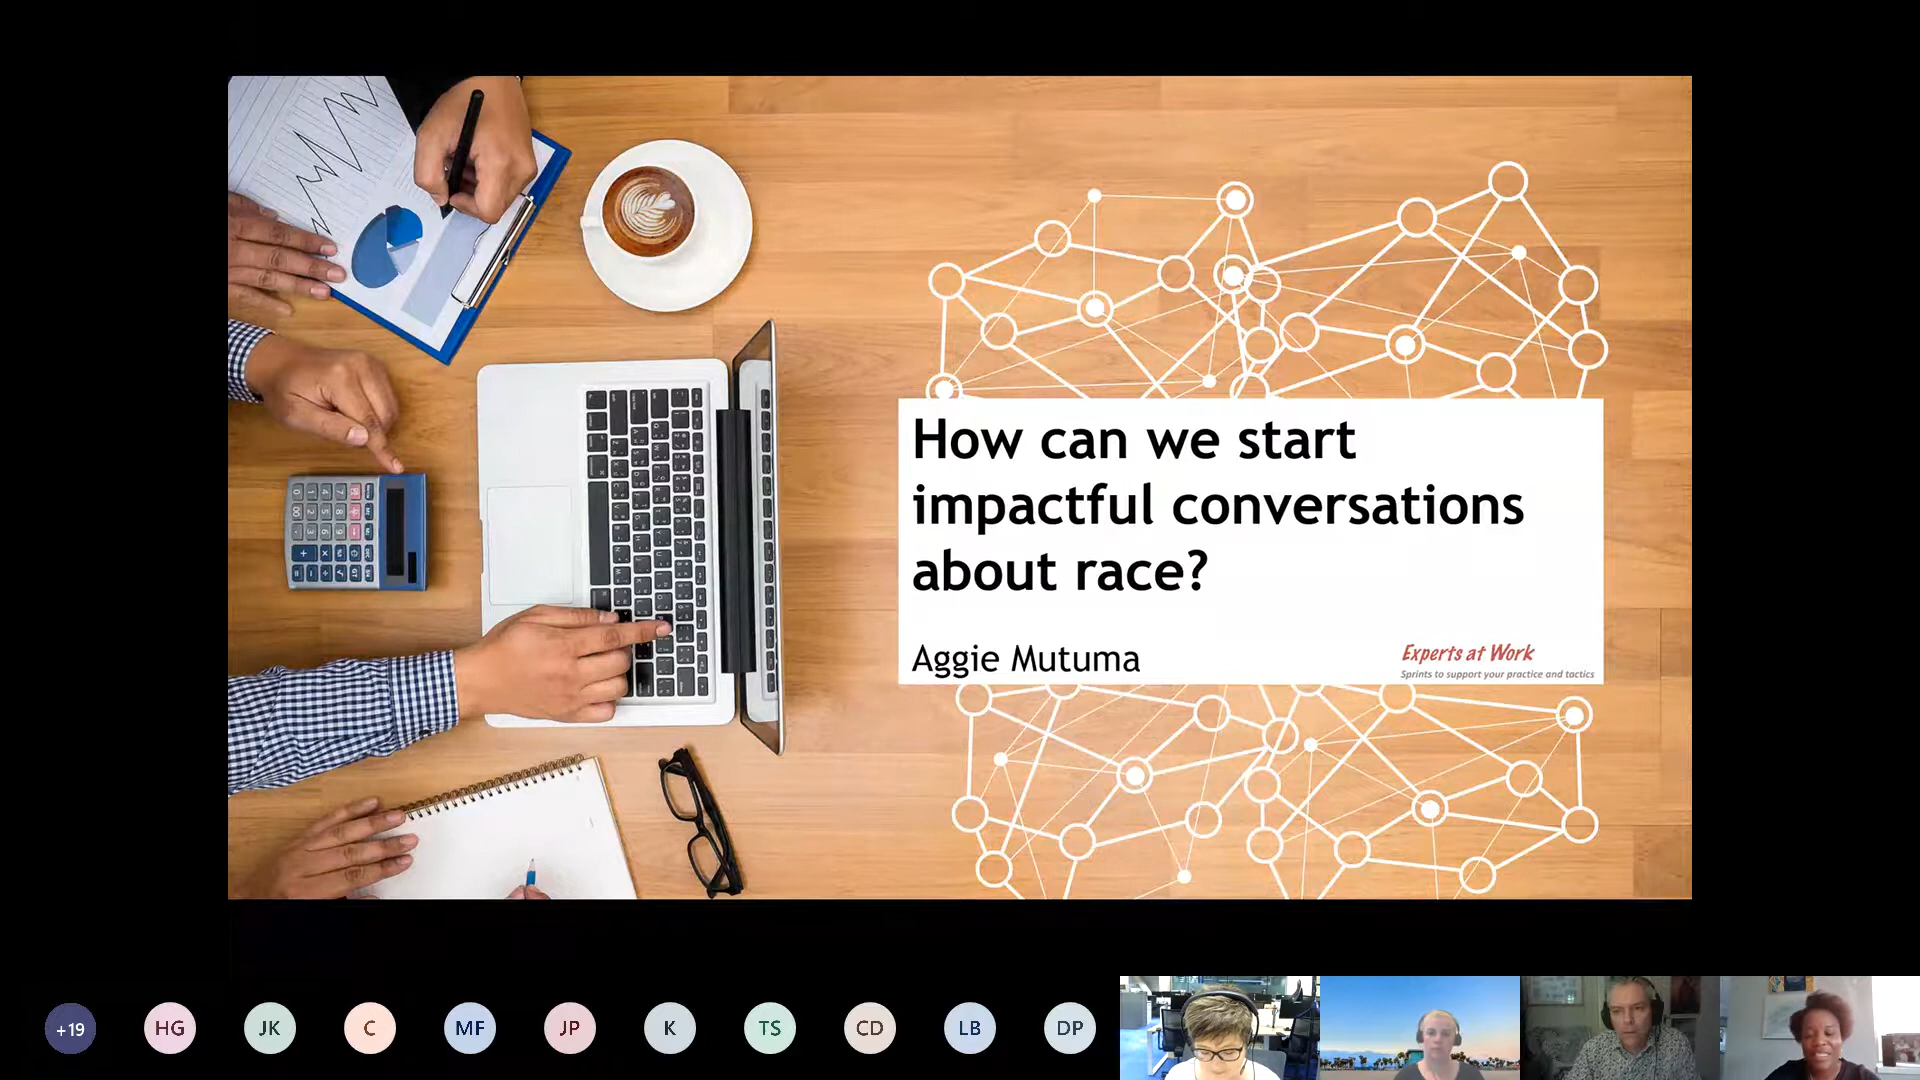 How can we start
impactful conversations
about race?
Aggie Mutuma
Experts at Work
Sprints to support your practice and tactics
+19
HG
JK
C
MF
JP
K
TS
CD
LB
DP